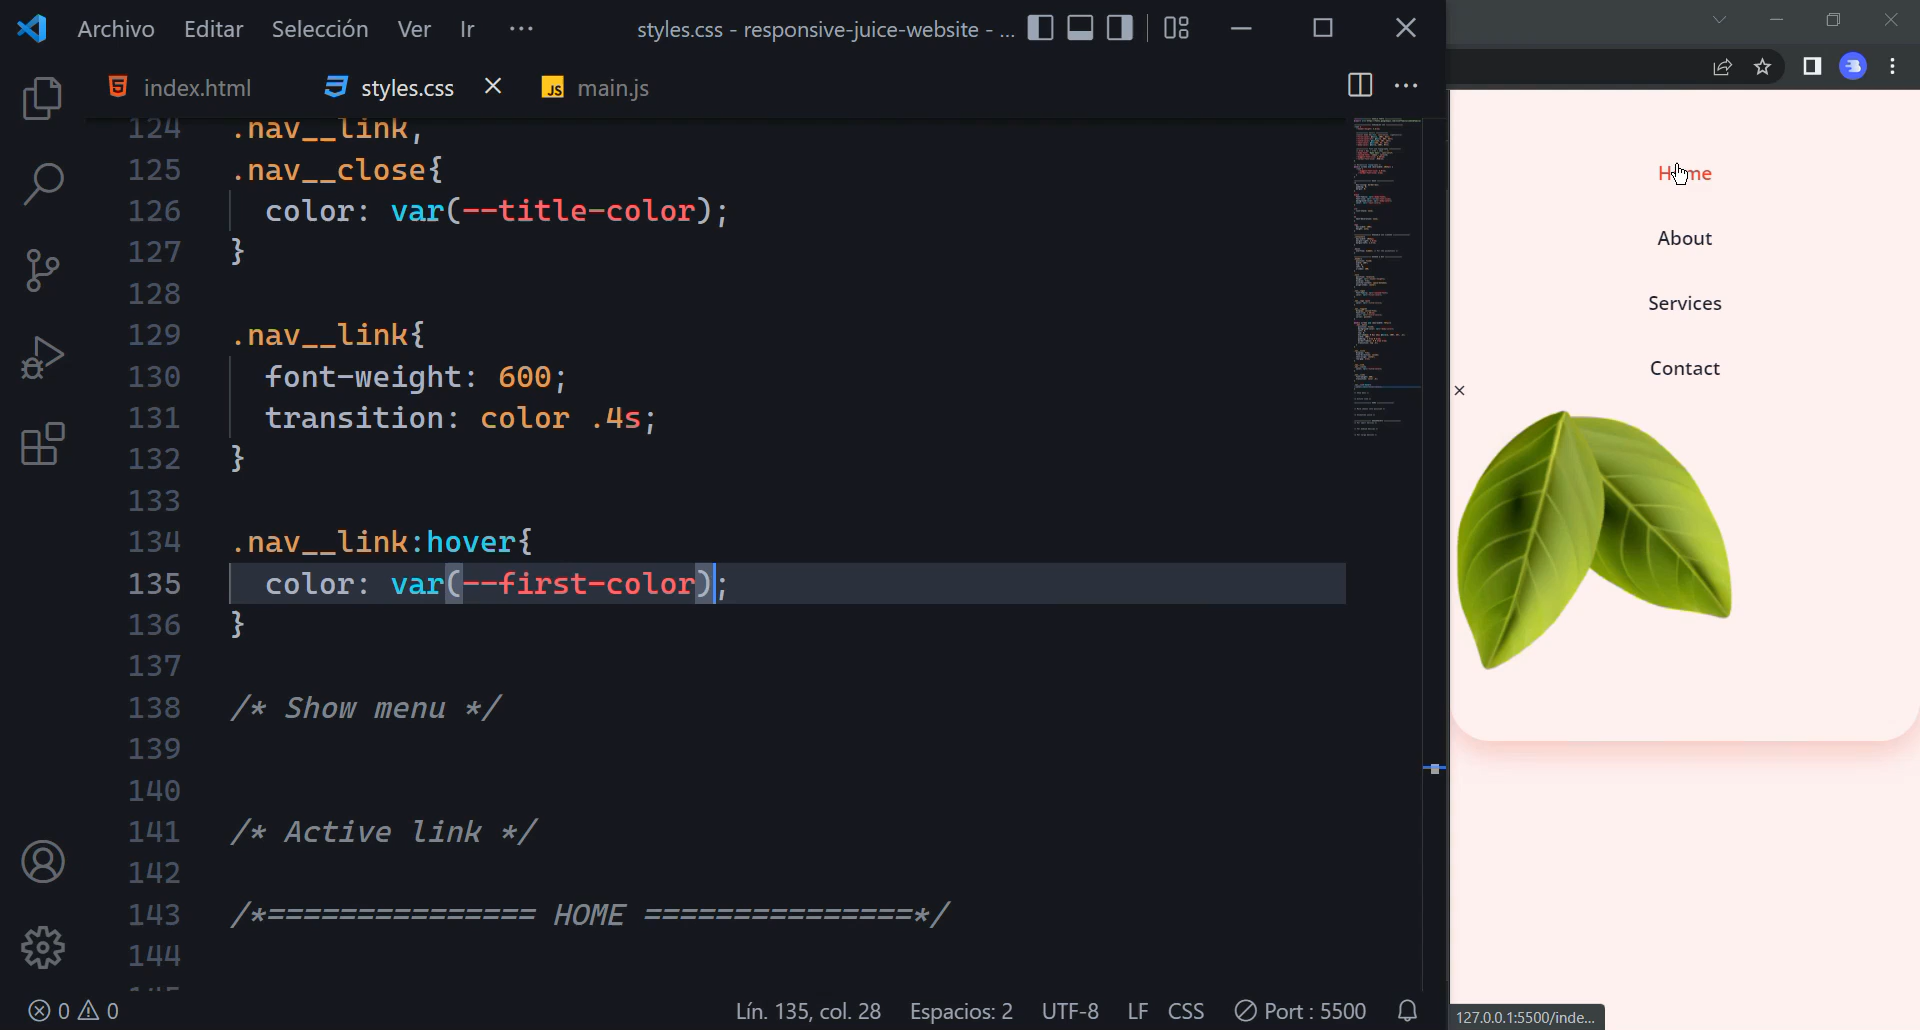 Archivo Editar Selección Ver Ir ··· styles.css - responsive-juice-website - ...
index.html styles.css JS main.js
124 .nav__link,
125 .nav__close{
126 color: var(--title-color);
127 }
128
129 .nav__link{
130 font-weight: 600;
131 transition: color .4s;
132 }
133
134 .nav__link:hover{
135 color: var(--first-color);
136 }
137
138 /* Show menu */
139
140
141 /* Active link */
142
143 /*=============== HOME ===============*/
144
0 0 Lín. 135, col. 28 Espacios: 2 UTF-8 LF CSS Port : 5500
Home
About
Services
Contact
127.0.0.1:5500/inde...